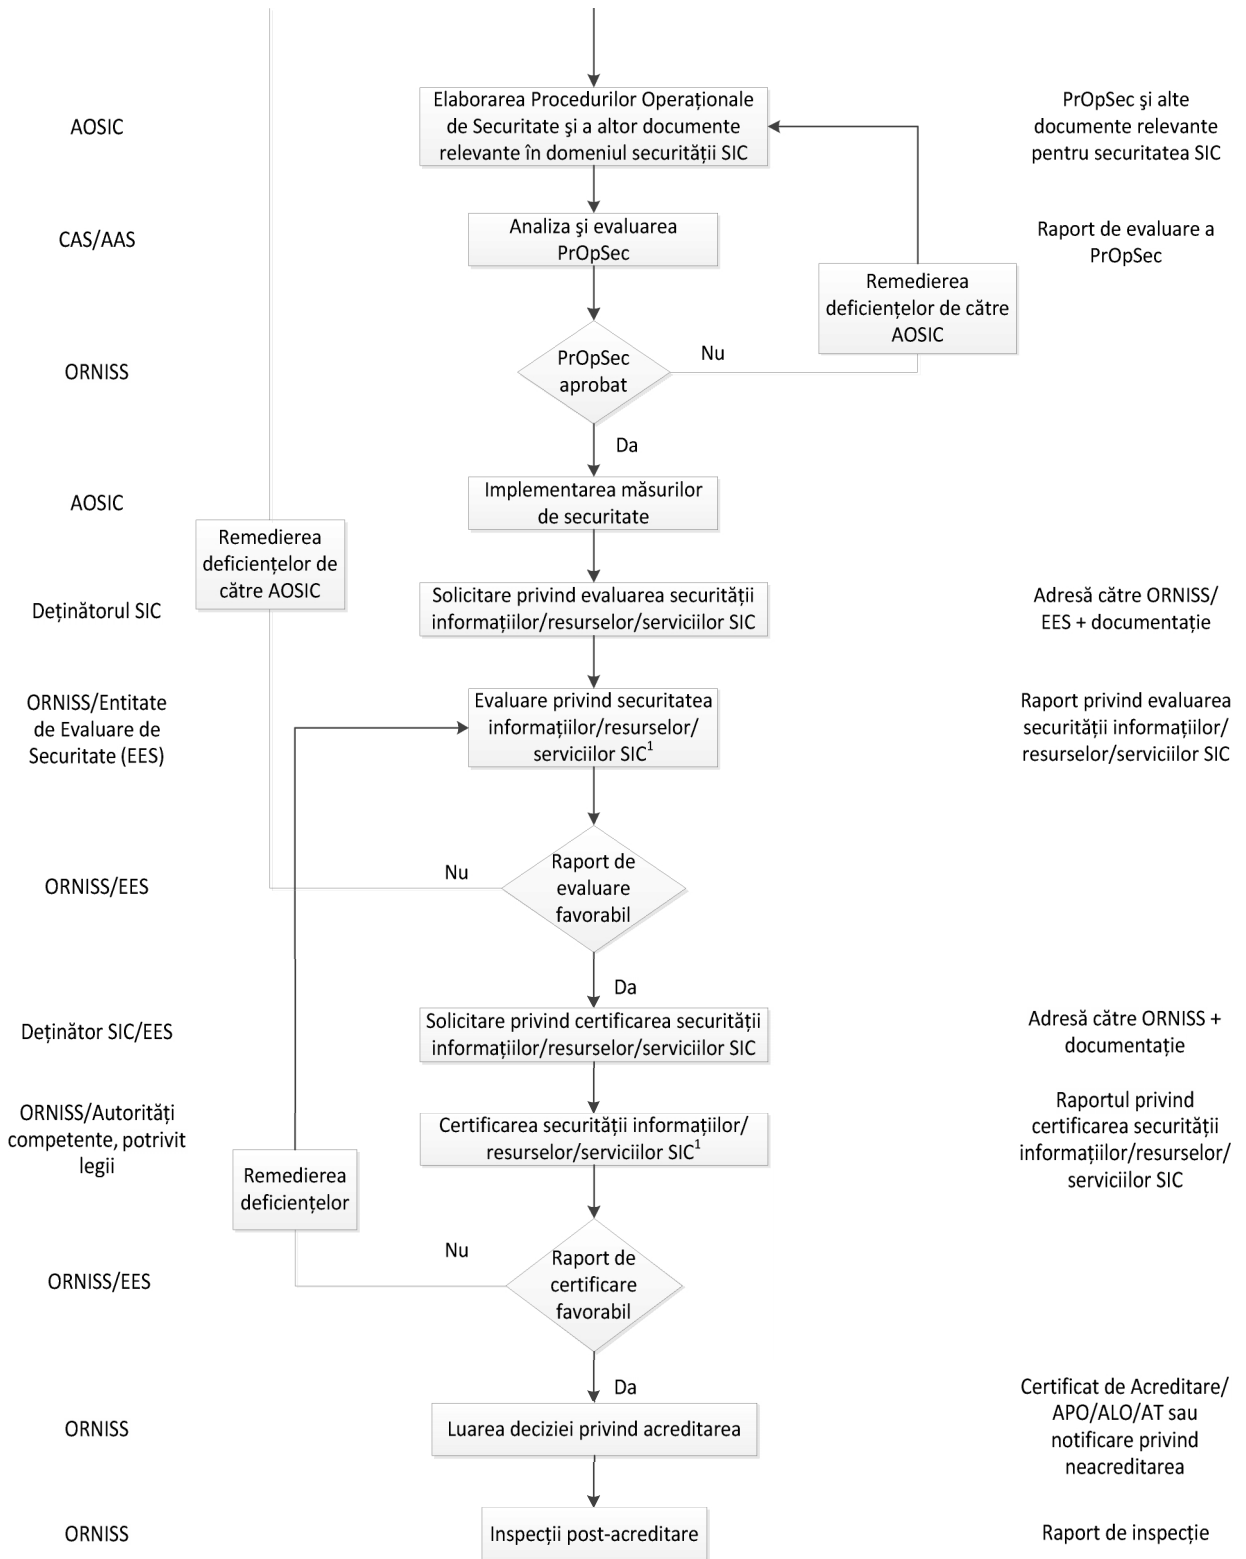 AOSIC
Elaborarea Procedurilor Operaționale
de Securitate şi a altor documente
relevante în domeniul securității SIC
PrOpSec şi alte
documente relevante
pentru securitatea SIC
CAS/AAS
Analiza şi evaluarea
PrOpSec
Raport de evaluare a
PrOpSec
Remedierea
deficiențelor de către
AOSIC
ORNISS
PrOpSec
aprobat
Nu
Da
AOSIC
Implementarea măsurilor
de securitate
Remedierea
deficiențelor de
către AOSIC
Deținătorul SIC
Solicitare privind evaluarea securității
informațiilor/resurselor/serviciilor SIC
Adresă către ORNISS/
EES + documentație
ORNISS/Entitate
de Evaluare de
Securitate (EES)
Evaluare privind securitatea
informațiilor/resurselor/
serviciilor SIC¹
Raport privind evaluarea
securității informațiilor/
resurselor/serviciilor SIC
ORNISS/EES
Nu
Raport de
evaluare
favorabil
Da
Deținător SIC/EES
Solicitare privind certificarea securității
informațiilor/resurselor/serviciilor SIC
Adresă către ORNISS +
documentație
ORNISS/Autorități
competente, potrivit
legii
Certificarea securității informațiilor/
resurselor/serviciilor SIC¹
Raportul privind
certificarea securității
informațiilor/resurselor/
serviciilor SIC
Remedierea
deficiențelor
ORNISS/EES
Nu
Raport de
certificare
favorabil
Da
ORNISS
Luarea deciziei privind acreditarea
Certificat de Acreditare/
APO/ALO/AT sau
notificare privind
neacreditarea
ORNISS
Inspecții post-acreditare
Raport de inspecție